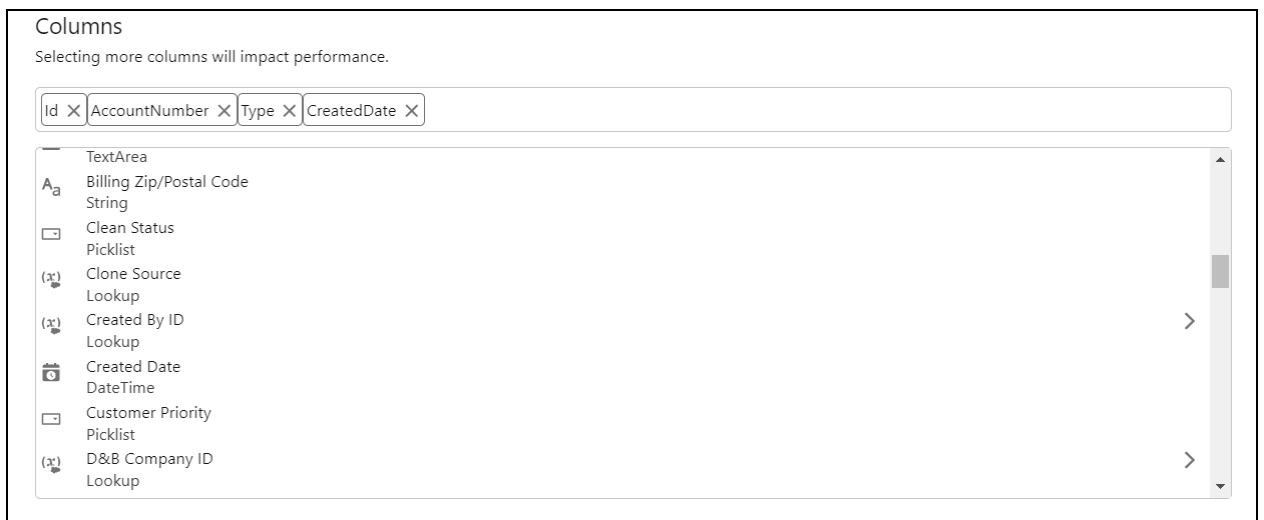 Columns
Selecting more columns will impact performance.
Id AccountNumber Type CreatedDate
TextArea
Billing Zip/Postal Code
String
Clean Status
Picklist
Clone Source
Lookup
Created By ID
Lookup
Created Date
DateTime
Customer Priority
Picklist
D&B Company ID
Lookup